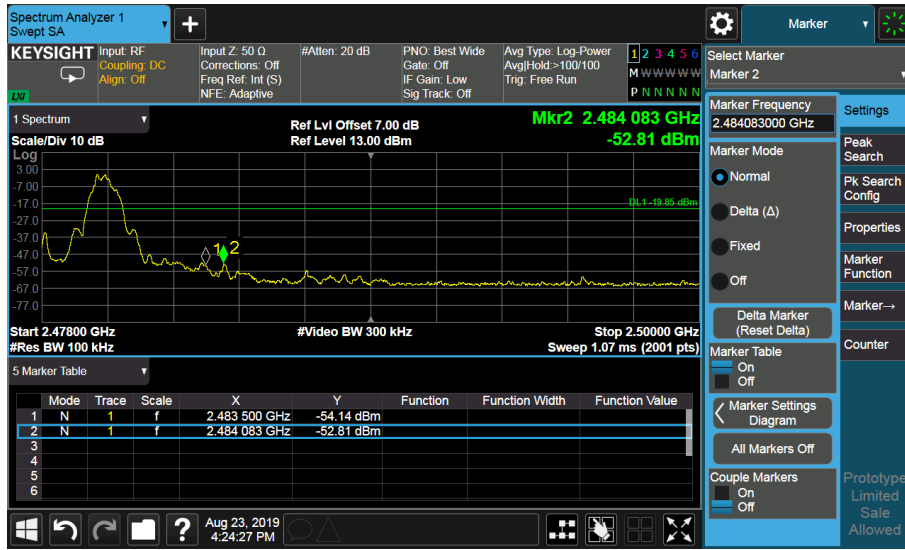 Spectrum Analyzer 1
Swept SA
+
Marker
KEYSIGHT
Input: RF
Coupling: DC
Align: Off
Input Z: 50 Ω
Corrections: Off
Freq Ref: Int (S)
NFE: Adaptive
#Atten: 20 dB
PNO: Best Wide
Gate: Off
IF Gain: Low
Sig Track: Off
Avg Type: Log-Power
Avg|Hold:>100/100
Trig: Free Run
1 2 3 4 5 6
M W W W W W
P N N N N N
LXI
Select Marker
Marker 2
1 Spectrum
Scale/Div 10 dB
Ref Lvl Offset 7.00 dB
Ref Level 13.00 dBm
Mkr2 2.484 083 GHz
-52.81 dBm
Log
3.00
-7.00
-17.0
-27.0
-37.0
-47.0
-57.0
-67.0
-77.0
DL1 -19.85 dBm
1 2
Start 2.47800 GHz
#Res BW 100 kHz
#Video BW 300 kHz
Stop 2.50000 GHz
Sweep 1.07 ms (2001 pts)
5 Marker Table
Mode Trace Scale X Y Function Function Width Function Value
1 N 1 f 2.483 500 GHz -54.14 dBm
2 N 1 f 2.484 083 GHz -52.81 dBm
3
4
5
6
Marker Frequency
2.484083000 GHz
Marker Mode
Normal
Delta (Δ)
Fixed
Off
Delta Marker
(Reset Delta)
Marker Table
On
Off
Marker Settings
Diagram
All Markers Off
Couple Markers
On
Off
Settings
Peak
Search
Pk Search
Config
Properties
Marker
Function
Marker→
Counter
Prototype
Limited
Sale
Allowed
?
Aug 23, 2019
4:24:27 PM